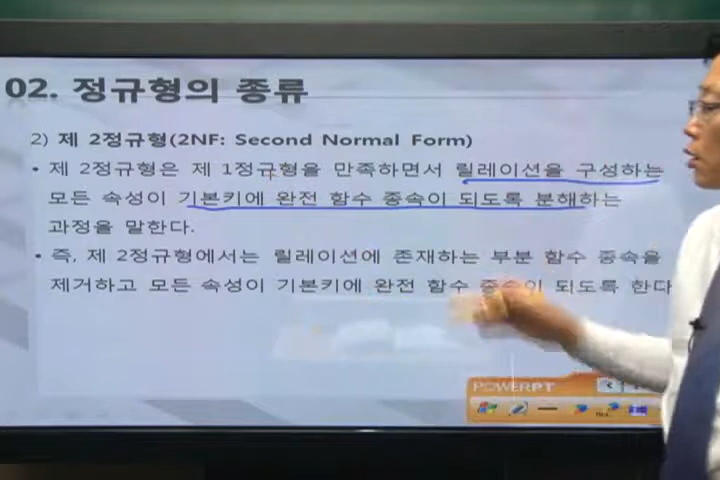 02. 정규형의 종류
2) 제 2정규형(2NF: Second Normal Form)
• 제 2정규형은 제 1정규형을 만족하면서 릴레이션을 구성하는
모든 속성이 기본키에 완전 함수 종속이 되도록 분해하는
과정을 말한다.
• 즉, 제 2정규형에서는 릴레이션에 존재하는 부분 함수 종속을
제거하고 모든 속성이 기본키에 완전 함수 종속이 되도록 한다
POWERPT